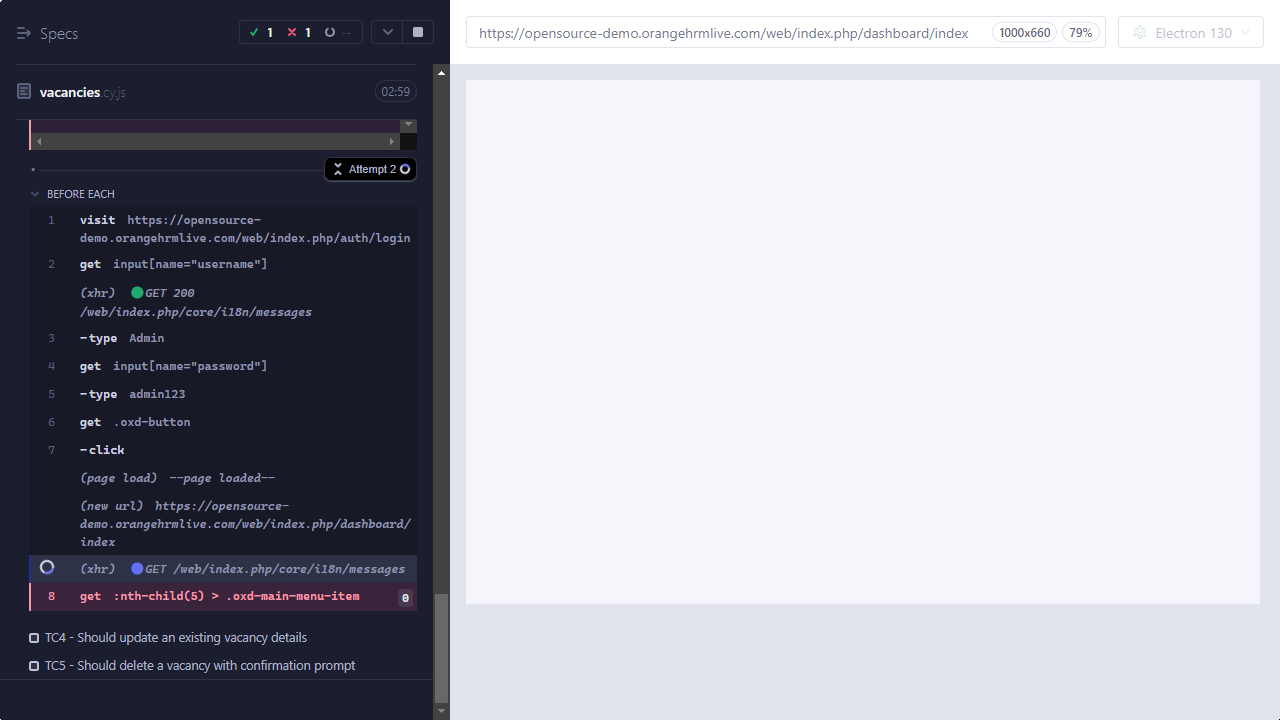 Specs
1 1 --
https://opensource-demo.orangehrmlive.com/web/index.php/dashboard/index
1000x660
79%
Electron 130
vacancies.cy.js
02:59
Attempt 2
BEFORE EACH
1 visit https://opensource-
demo.orangehrmlive.com/web/index.php/auth/login
2 get input[name="username"]
(xhr) GET 200
/web/index.php/core/i18n/messages
3 -type Admin
4 get input[name="password"]
5 -type admin123
6 get .oxd-button
7 -click
(page load) --page loaded--
(new url) https://opensource-
demo.orangehrmlive.com/web/index.php/dashboard/
index
(xhr) GET /web/index.php/core/i18n/messages
8 get :nth-child(5) > .oxd-main-menu-item 0
TC4 - Should update an existing vacancy details
TC5 - Should delete a vacancy with confirmation prompt